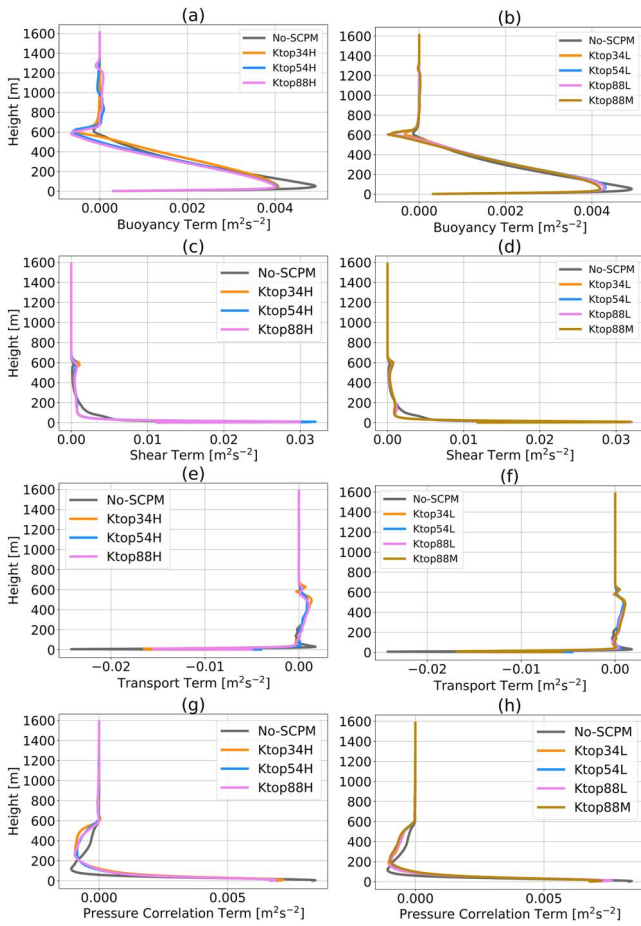 (a)
1600
1400
1200
1000
800
600
400
200
0
Height [m]
No-SCPM
Ktop34H
Ktop54H
Ktop88H
0.000
0.002
0.004
Buoyancy Term [m²s⁻²]
(b)
1600
1400
1200
1000
800
600
400
200
0
No-SCPM
Ktop34L
Ktop54L
Ktop88L
Ktop88M
0.000
0.002
0.004
Buoyancy Term [m²s⁻²]
(c)
1600
1400
1200
1000
800
600
400
200
0
Height [m]
No-SCPM
Ktop34H
Ktop54H
Ktop88H
0.00
0.01
0.02
0.03
Shear Term [m²s⁻²]
(d)
1600
1400
1200
1000
800
600
400
200
0
No-SCPM
Ktop34L
Ktop54L
Ktop88L
Ktop88M
0.00
0.01
0.02
0.03
Shear Term [m²s⁻²]
(e)
1600
1400
1200
1000
800
600
400
200
0
Height [m]
No-SCPM
Ktop34H
Ktop54H
Ktop88H
−0.02
−0.01
0.00
Transport Term [m²s⁻²]
(f)
1600
1400
1200
1000
800
600
400
200
0
No-SCPM
Ktop34L
Ktop54L
Ktop88L
Ktop88M
−0.02
−0.01
0.00
Transport Term [m²s⁻²]
(g)
1600
1400
1200
1000
800
600
400
200
0
Height [m]
No-SCPM
Ktop34H
Ktop54H
Ktop88H
0.000
0.005
Pressure Correlation Term [m²s⁻²]
(h)
1600
1400
1200
1000
800
600
400
200
0
No-SCPM
Ktop34L
Ktop54L
Ktop88L
Ktop88M
0.000
0.005
Pressure Correlation Term [m²s⁻²]